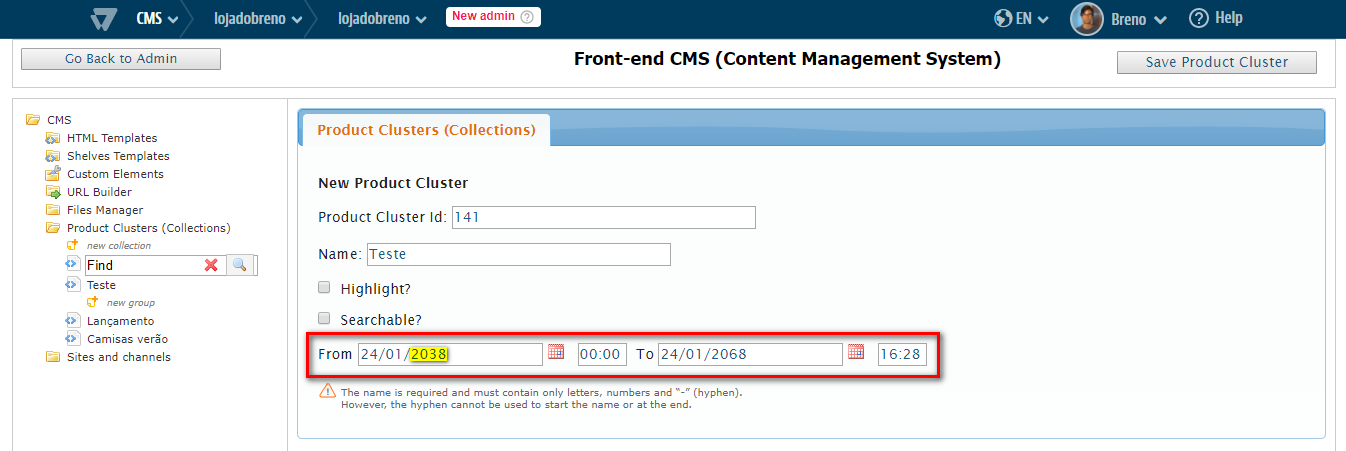 CMS lojadobreno lojadobreno New admin ? EN Breno ? Help
Go Back to Admin
Front-end CMS (Content Management System)
Save Product Cluster
CMS
HTML Templates
Shelves Templates
Custom Elements
URL Builder
Files Manager
Product Clusters (Collections)
new collection
Find
Teste
new group
Lançamento
Camisas verão
Sites and channels
Product Clusters (Collections)
New Product Cluster
Product Cluster Id: 141
Name: Teste
Highlight?
Searchable?
From 24/01/2038 00:00 To 24/01/2068 16:28
The name is required and must contain only letters, numbers and “-” (hyphen).
However, the hyphen cannot be used to start the name or at the end.